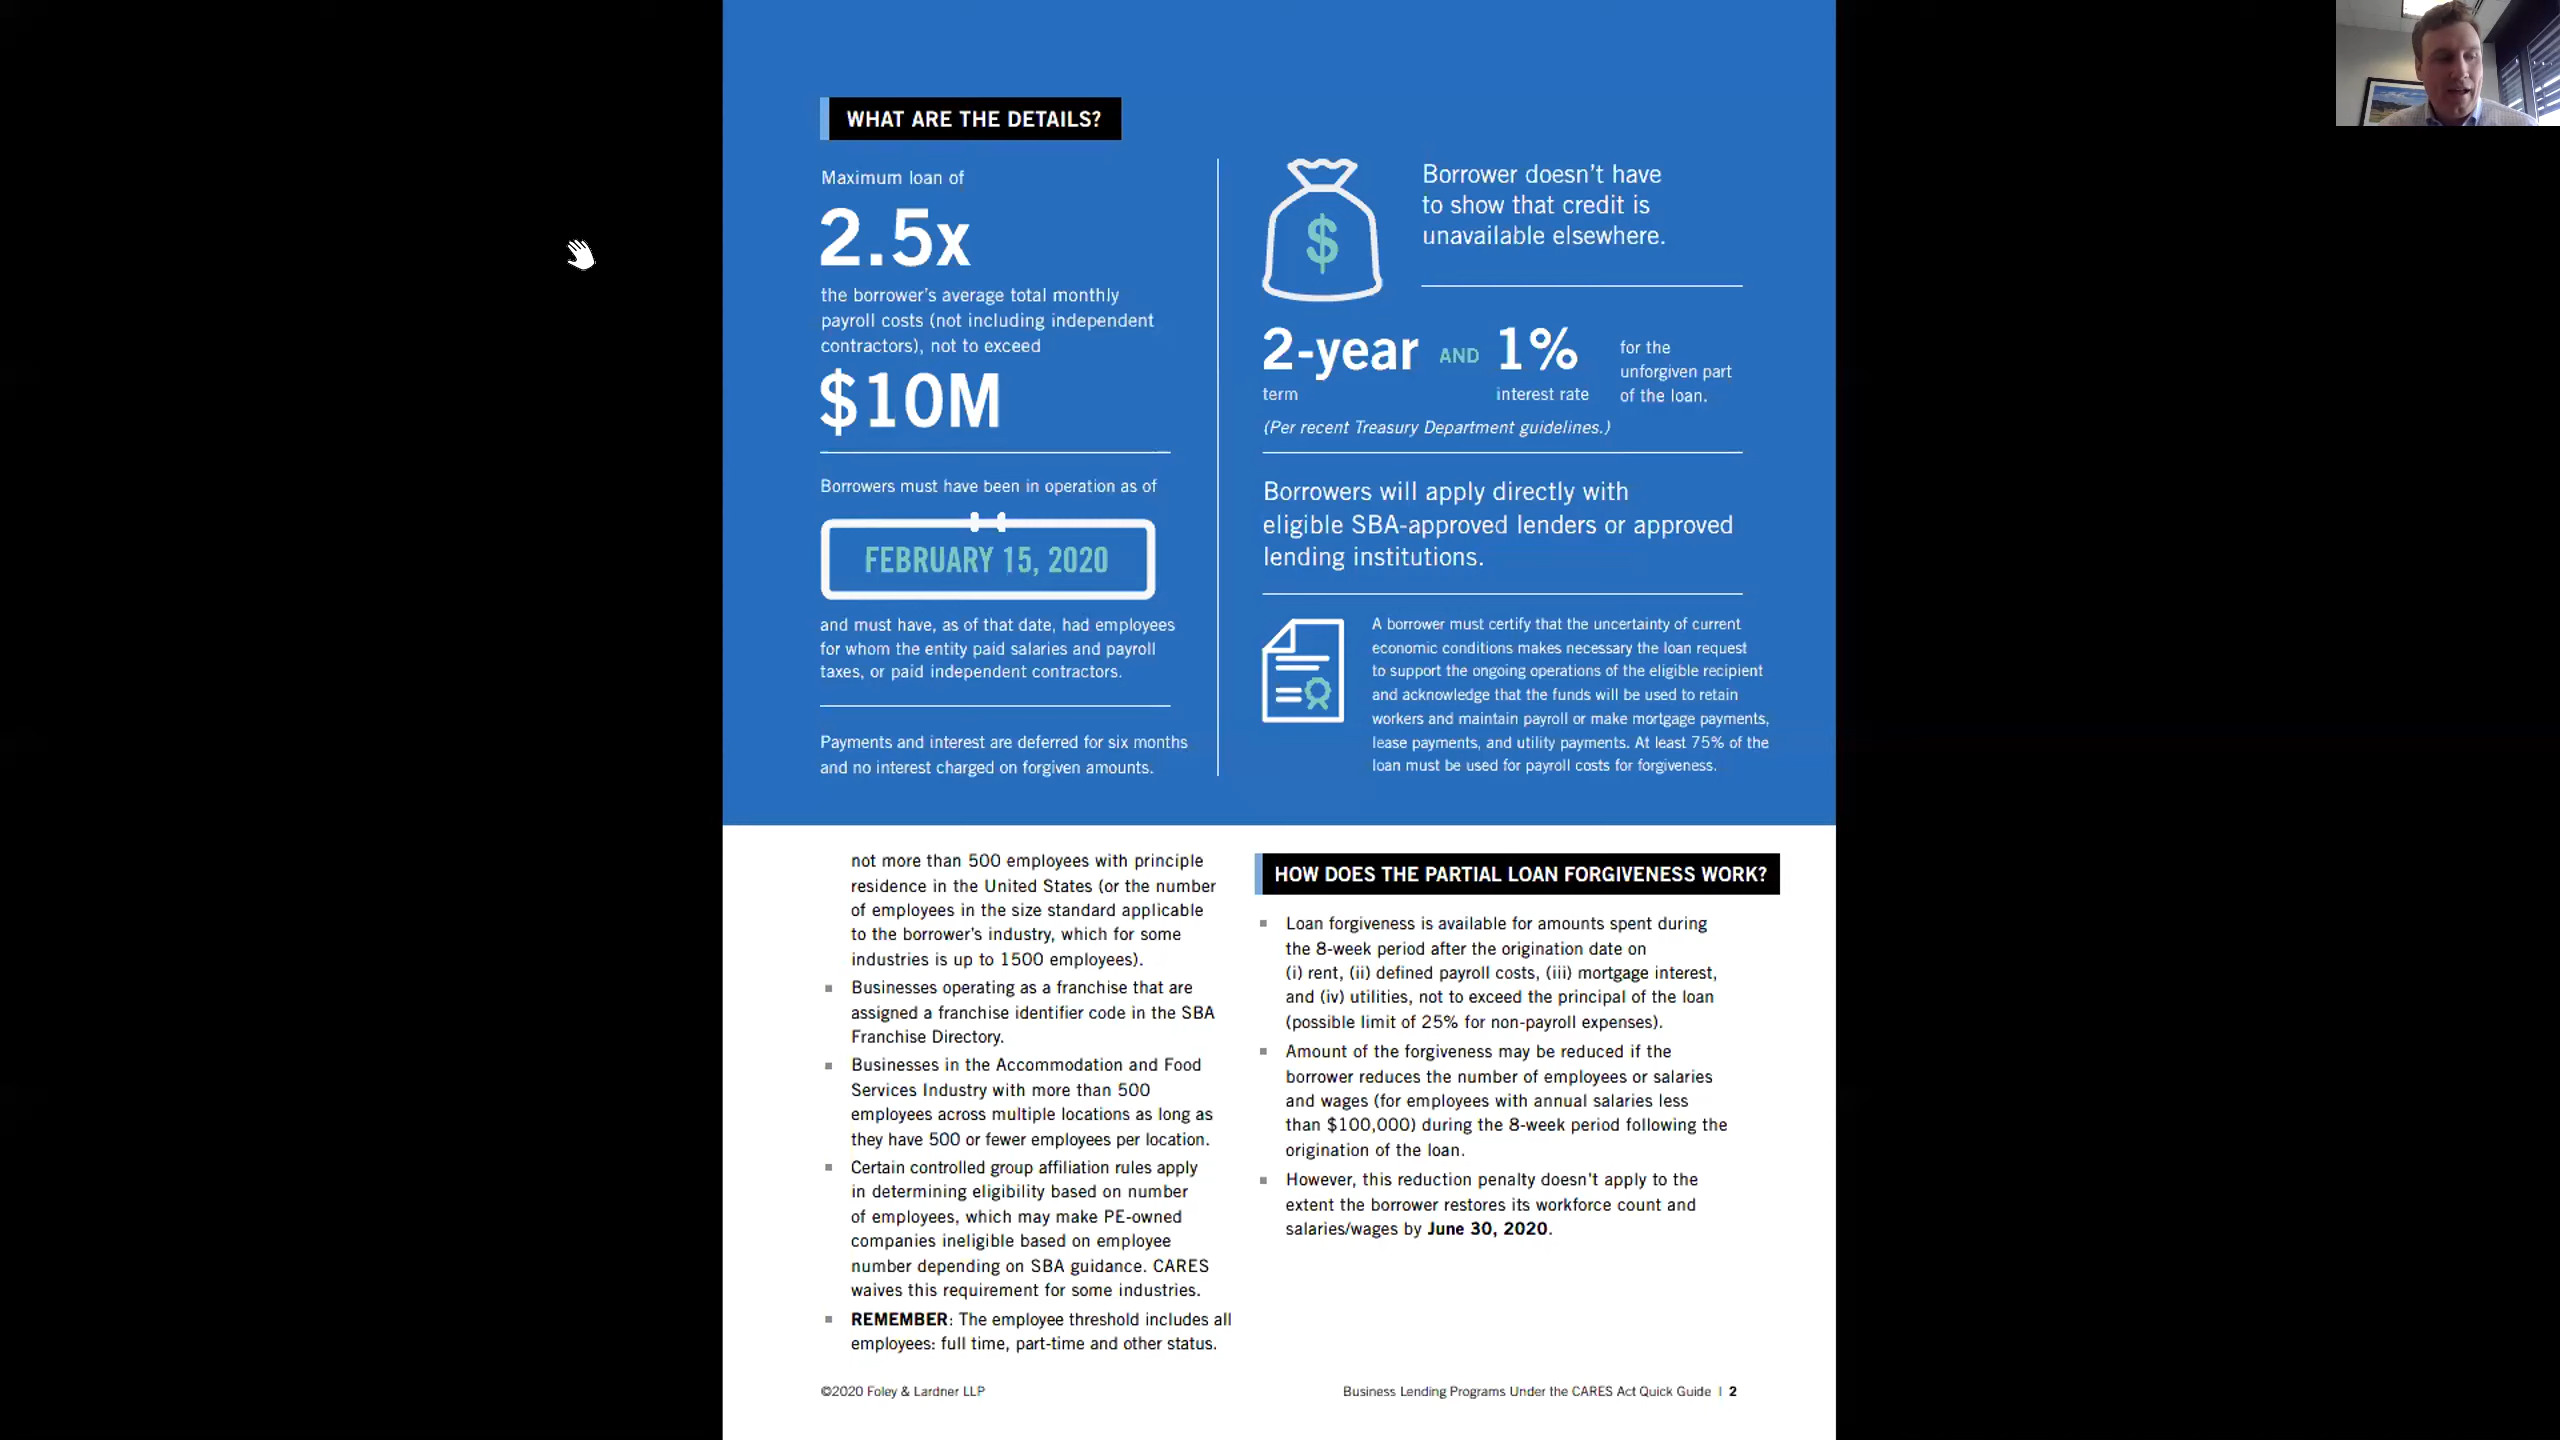 WHAT ARE THE DETAILS?
Maximum loan of
2.5x
the borrower's average total monthly
payroll costs (not including independent
contractors), not to exceed
$10M
Borrowers must have been in operation as of
FEBRUARY 15, 2020
and must have, as of that date, had employees
for whom the entity paid salaries and payroll
taxes, or paid independent contractors.
Payments and interest are deferred for six months
and no interest charged on forgiven amounts.
$
Borrower doesn't have
to show that credit is
unavailable elsewhere.
2-year AND 1%
term
interest rate
for the
unforgiven part
of the loan.
(Per recent Treasury Department guidelines.)
Borrowers will apply directly with
eligible SBA-approved lenders or approved
lending institutions.
A borrower must certify that the uncertainty of current
economic conditions makes necessary the loan request
to support the ongoing operations of the eligible recipient
and acknowledge that the funds will be used to retain
workers and maintain payroll or make mortgage payments,
lease payments, and utility payments. At least 75% of the
loan must be used for payroll costs for forgiveness.
not more than 500 employees with principle
residence in the United States (or the number
of employees in the size standard applicable
to the borrower's industry, which for some
industries is up to 1500 employees).
Businesses operating as a franchise that are
assigned a franchise identifier code in the SBA
Franchise Directory.
Businesses in the Accommodation and Food
Services Industry with more than 500
employees across multiple locations as long as
they have 500 or fewer employees per location.
Certain controlled group affiliation rules apply
in determining eligibility based on number
of employees, which may make PE-owned
companies ineligible based on employee
number depending on SBA guidance. CARES
waives this requirement for some industries.
REMEMBER: The employee threshold includes all
employees: full time, part-time and other status.
HOW DOES THE PARTIAL LOAN FORGIVENESS WORK?
Loan forgiveness is available for amounts spent during
the 8-week period after the origination date on
(i) rent, (ii) defined payroll costs, (iii) mortgage interest,
and (iv) utilities, not to exceed the principal of the loan
(possible limit of 25% for non-payroll expenses).
Amount of the forgiveness may be reduced if the
borrower reduces the number of employees or salaries
and wages (for employees with annual salaries less
than $100,000) during the 8-week period following the
origination of the loan.
However, this reduction penalty doesn't apply to the
extent the borrower restores its workforce count and
salaries/wages by June 30, 2020.
©2020 Foley & Lardner LLP
Business Lending Programs Under the CARES Act Quick Guide | 2